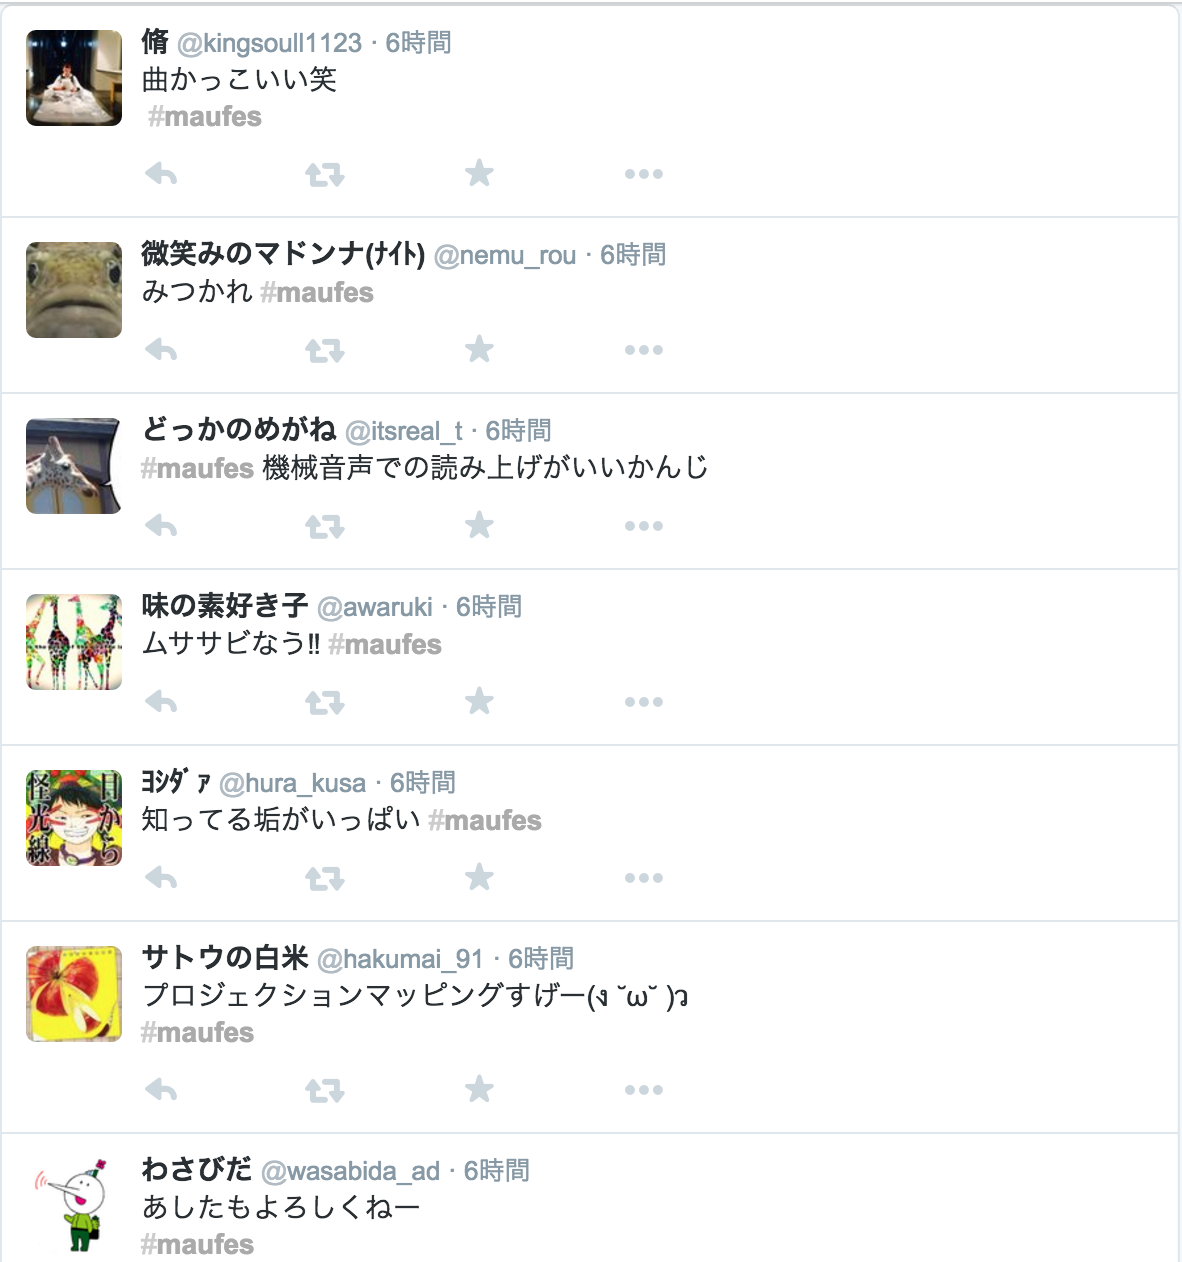 脩 @kingsoull1123 · 6時間
曲かっこいい笑
#maufes
微笑みのマドンナ(ﾅｲﾄ) @nemu_rou · 6時間
みつかれ #maufes
どっかのめがね @itsreal_t · 6時間
#maufes 機械音声での読み上げがいいかんじ
味の素好き子 @awaruki · 6時間
ムササビなう‼ #maufes
ﾖｼﾀﾞｧ @hura_kusa · 6時間
知ってる垢がいっぱい #maufes
目から
怪光線
サトウの白米 @hakumai_91 · 6時間
プロジェクションマッピングすげー(ง ˘ω˘ )ว
#maufes
わさびだ @wasabida_ad · 6時間
あしたもよろしくねー
#maufes